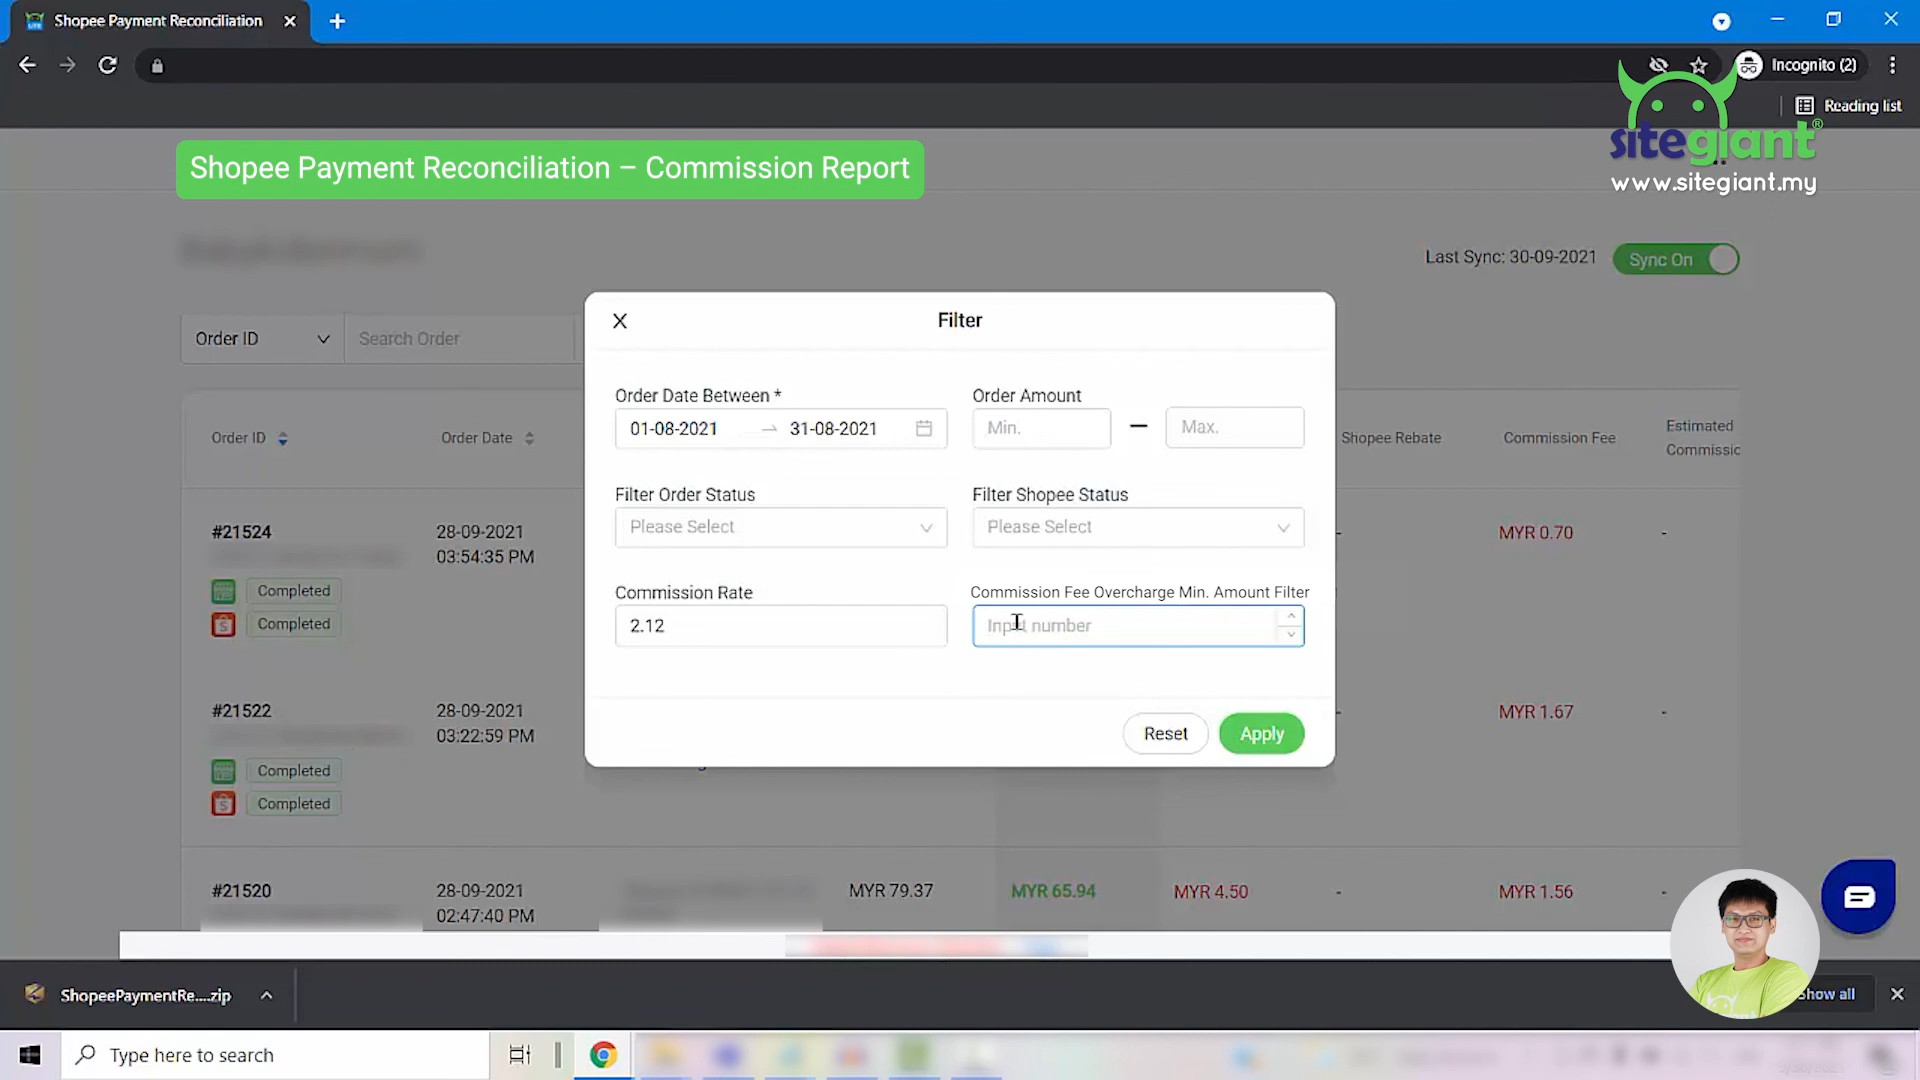 Shopee Payment Reconciliation
Incognito (2)
Reading list
sitegiant®
www.sitegiant.my
Shopee Payment Reconciliation – Commission Report
Last Sync: 30-09-2021
Sync On
Order ID
Search Order
Order ID
Order Date
Shopee Rebate
Commission Fee
Estimated
Commissic
Filter
Order Date Between *
01-08-2021
31-08-2021
Order Amount
Min.
Max.
Filter Order Status
Please Select
Filter Shopee Status
Please Select
Commission Rate
2.12
Commission Fee Overcharge Min. Amount Filter
Input number
Reset
Apply
#21524
28-09-2021
03:54:35 PM
Completed
Completed
-
MYR 0.70
-
#21522
28-09-2021
03:22:59 PM
Completed
Completed
-
MYR 1.67
-
#21520
28-09-2021
02:47:40 PM
MYR 79.37
MYR 65.94
MYR 4.50
-
MYR 1.56
-
ShopeePaymentRe....zip
Show all
Type here to search